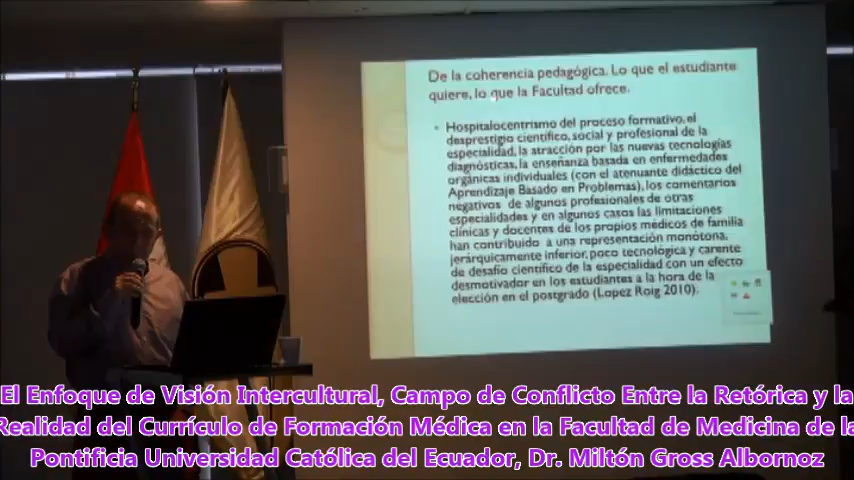 De la coherencia pedagógica. Lo que el estudiante
quiere, lo que la Facultad ofrece.
• Hospitalocentrismo del proceso formativo, el
desprestigio científico, social y profesional de la
especialidad, la atracción por las nuevas tecnologías
diagnósticas, la enseñanza basada en enfermedades
orgánicas individuales (con el atenuante didáctico del
Aprendizaje Basado en Problemas), los comentarios
negativos de algunos profesionales de otras
especialidades y en algunos casos las limitaciones
clínicas y docentes de los propios médicos de familia
han contribuido a una representación monótona,
jerárquicamente inferior, poco tecnológica y carente
de desafío científico de la especialidad con un efecto
desmotivador en los estudiantes a la hora de la
elección en el postgrado (Lopez Roig 2010).
El Enfoque de Visión Intercultural, Campo de Conflicto Entre la Retórica y la
Realidad del Currículo de Formación Médica en la Facultad de Medicina de la
Pontificia Universidad Católica del Ecuador, Dr. Miltón Gross Albornoz